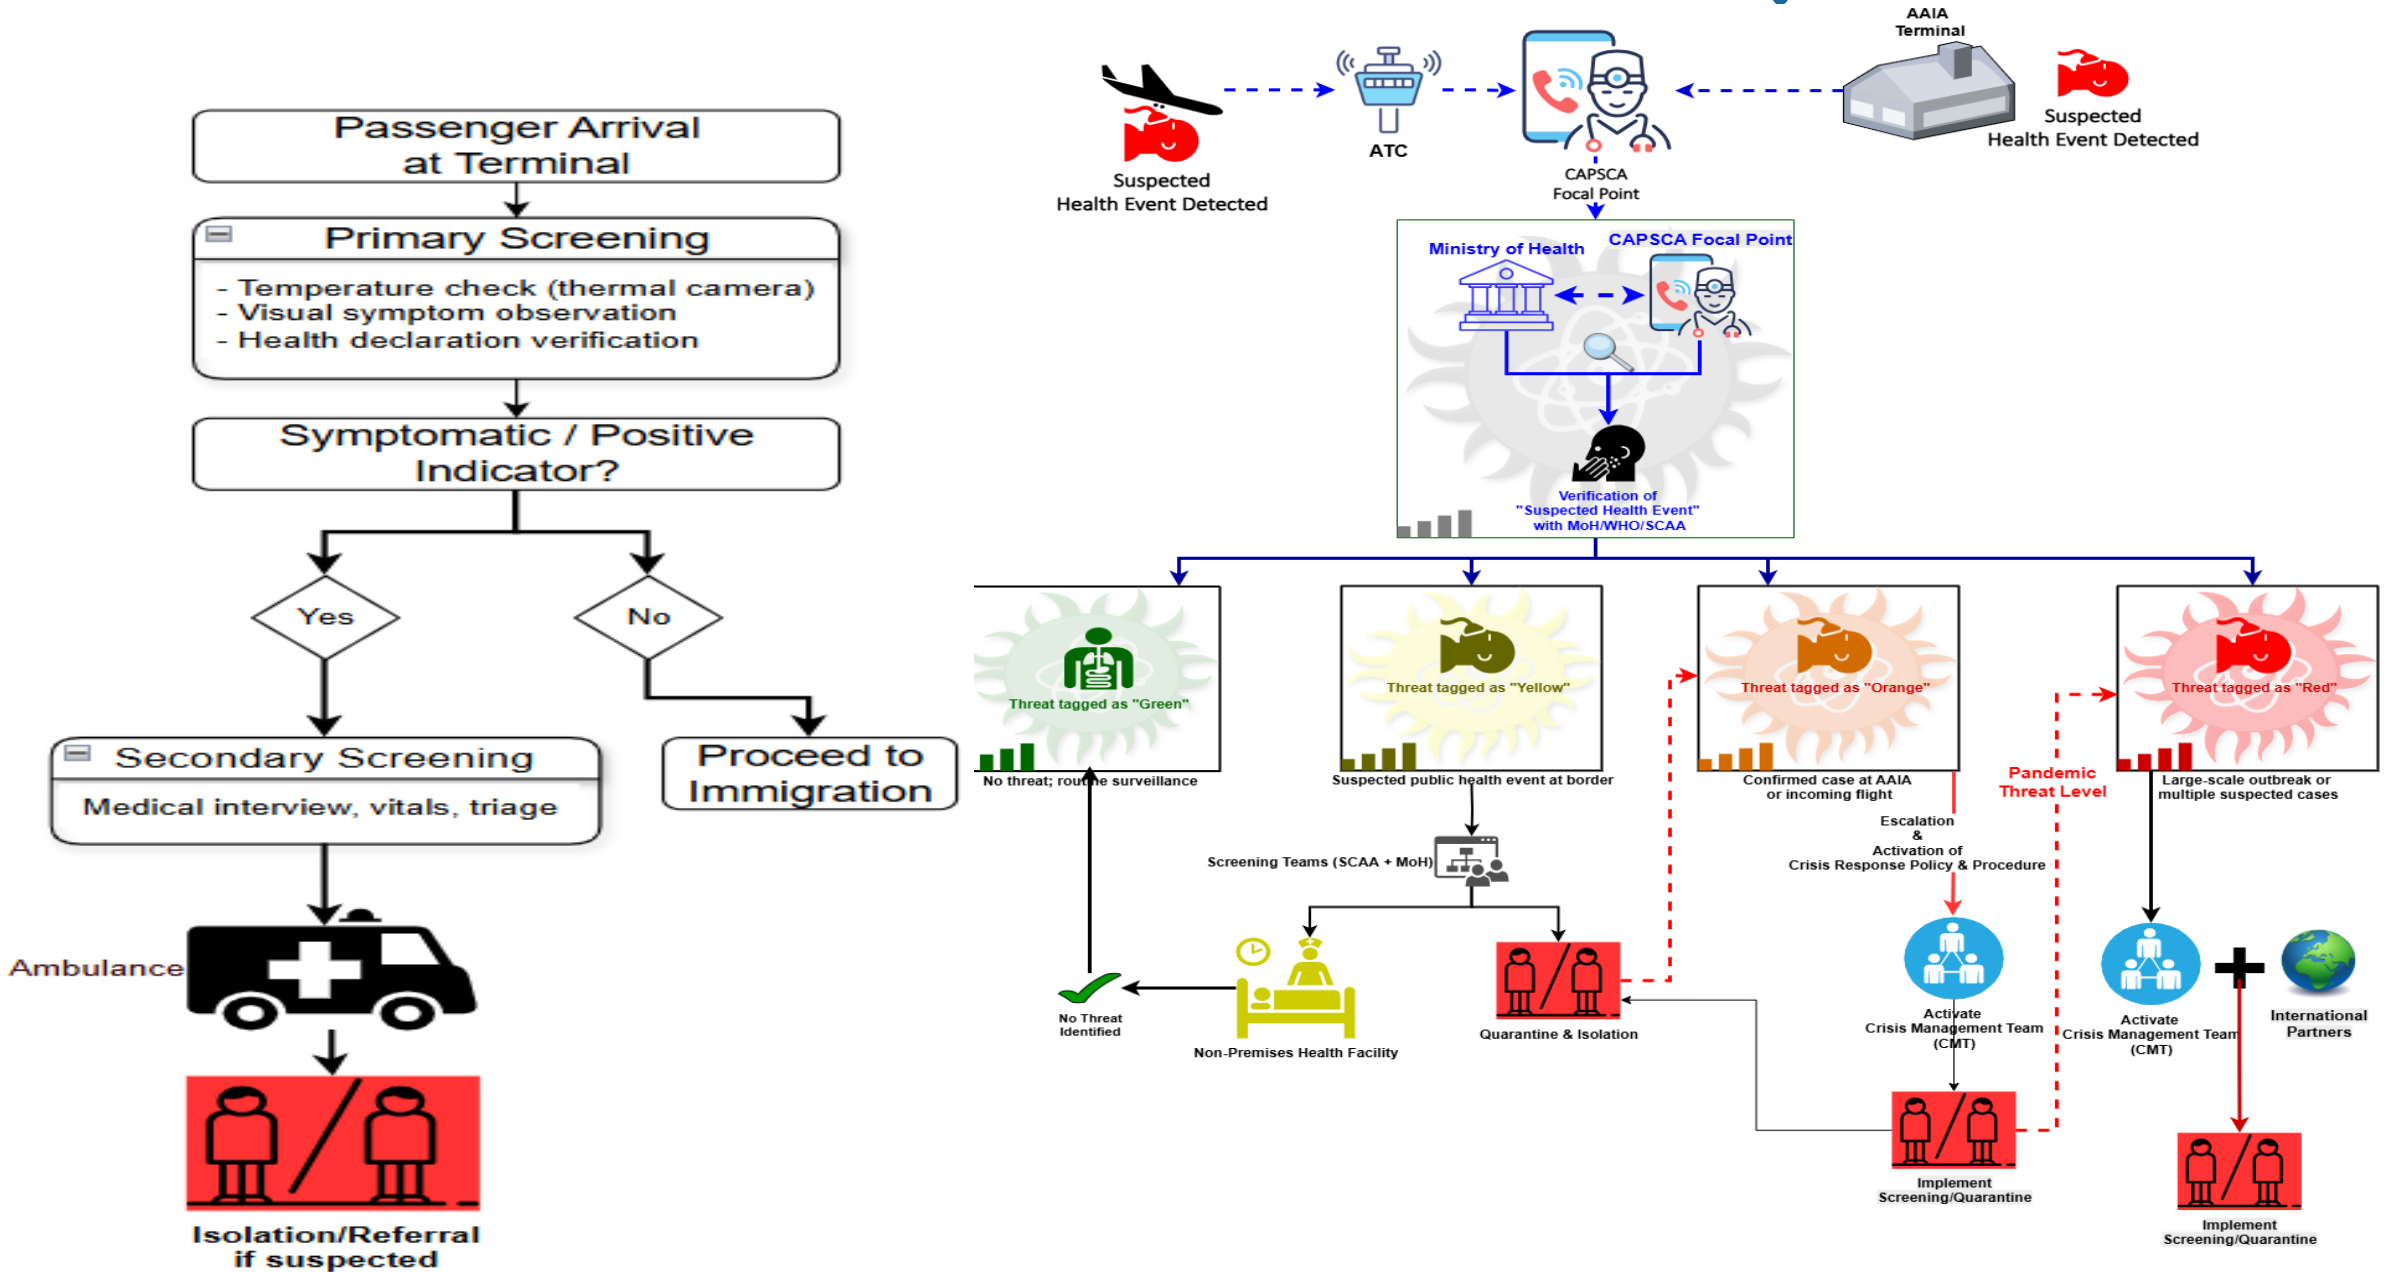 Passenger Arrival
at Terminal
Primary Screening
- Temperature check (thermal camera)
- Visual symptom observation
- Health declaration verification
Symptomatic / Positive
Indicator?
Yes
No
Secondary Screening
Medical interview, vitals, triage
Proceed to
Immigration
Ambulance
Isolation/Referral
if suspected
Suspected
Health Event Detected
ATC
CAPSCA
Focal Point
AAIA
Terminal
Suspected
Health Event Detected
Ministry of Health
CAPSCA Focal Point
Verification of
"Suspected Health Event"
with MoH/WHO/SCAA
Threat tagged as "Green"
No threat; routine surveillance
Threat tagged as "Yellow"
Suspected public health event at border
Threat tagged as "Orange"
Confirmed case at AAIA
or incoming flight
Threat tagged as "Red"
Large-scale outbreak or
multiple suspected cases
Pandemic
Threat Level
Screening Teams (SCAA + MoH)
Escalation
&
Activation of
Crisis Response Policy & Procedure
No Threat
Identified
Non-Premises Health Facility
Quarantine & Isolation
Activate
Crisis Management Team
(CMT)
Activate
Crisis Management Team
(CMT)
International
Partners
Implement
Screening/Quarantine
Implement
Screening/Quarantine